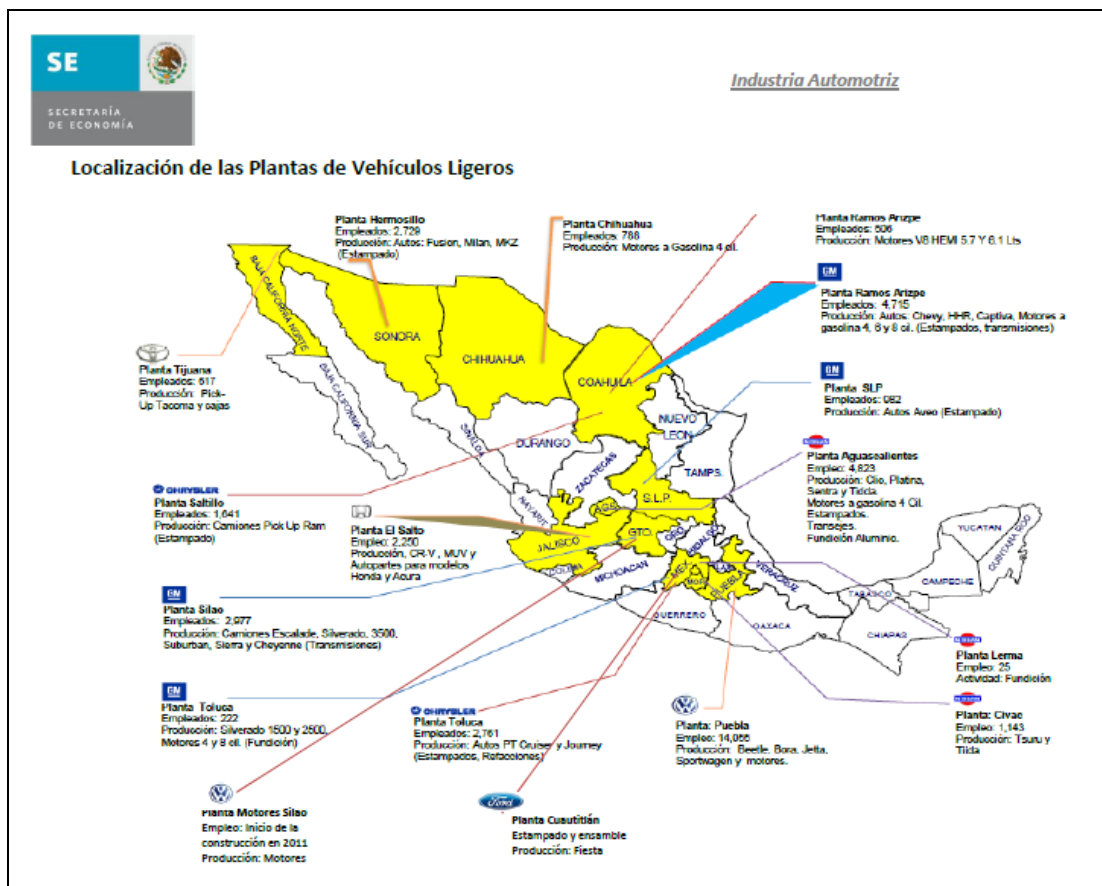 SE
SECRETARÍA
DE ECONOMÍA
Industria Automotriz
Localización de las Plantas de Vehículos Ligeros
Planta Hermosillo
Empleados: 2,729
Producción: Autos: Fusion, Milan, MKZ
(Estampado)
Planta Chihuahua
Empleados: 788
Producción: Motores a Gasolina 4 cil.
Planta Ramos Arizpe
Empleados: 606
Producción: Motores V8 HEMI 5.7 Y 6.1 Lts
GM
Planta Ramos Arizpe
Empleados: 4,715
Producción: Autos: Chevy, HHR, Captiva, Motores a
gasolina 4, 6 y 8 cil. (Estampados, transmisiones)
Planta Tijuana
Empleados: 617
Producción: Pick-
Up Tacoma y cajas
GM
Planta SLP
Empleados: 982
Producción: Autos Aveo (Estampado)
NISSAN
Planta Aguascalientes
Empleo: 4,823
Producción: Clio, Platina,
Sentra y Tidda.
Motores a gasolina 4 Cil.
Estampados.
Transejes.
Fundición Aluminio.
CHRYSLER
Planta Saltillo
Empleados: 1,641
Producción: Camiones Pick Up Ram
(Estampado)
Planta El Salto
Empleo: 2,250
Producción, CR-V, MUV y
Autopartes para modelos
Honda y Acura
BAJA CALIFORNIA NORTE
BAJA CALIFORNIA SUR
SONORA
CHIHUAHUA
COAHUILA
NUEVO
LEON
TAMPS.
SINALOA
DURANGO
ZACATECAS
S.L.P.
NAYARIT
AGS
JALISCO
GTO.
QRO
HIDALGO
COLIMA
MICHOACAN
MEX
MOR
PUEBLA
VERACRUZ
GUERRERO
OAXACA
TABASCO
CHIAPAS
CAMPECHE
YUCATAN
QUINTANA ROO
GM
Planta Silao
Empleados: 2,977
Producción: Camiones Escalade, Silverado, 3500,
Suburban, Sierra y Cheyenne (Transmisiones)
GM
Planta Toluca
Empleados: 222
Producción: Silverado 1500 y 2500,
Motores 4 y 8 cil. (Fundición)
CHRYSLER
Planta Toluca
Empleados: 2,761
Producción: Autos PT Cruiser y Journey
(Estampados, Refacciones)
Planta: Puebla
Empleo: 14,066
Producción: Beetle, Bora, Jetta,
Sportwagen y motores.
NISSAN
Planta Lerma
Empleo: 25
Actividad: Fundición
NISSAN
Planta: Civac
Empleo: 1,143
Producción: Tsuru y
Tiida
Planta Motores Silao
Empleo: Inicio de la
construcción en 2011
Producción: Motores
Ford
Planta Cuautitlán
Estampado y ensamble
Producción: Fiesta